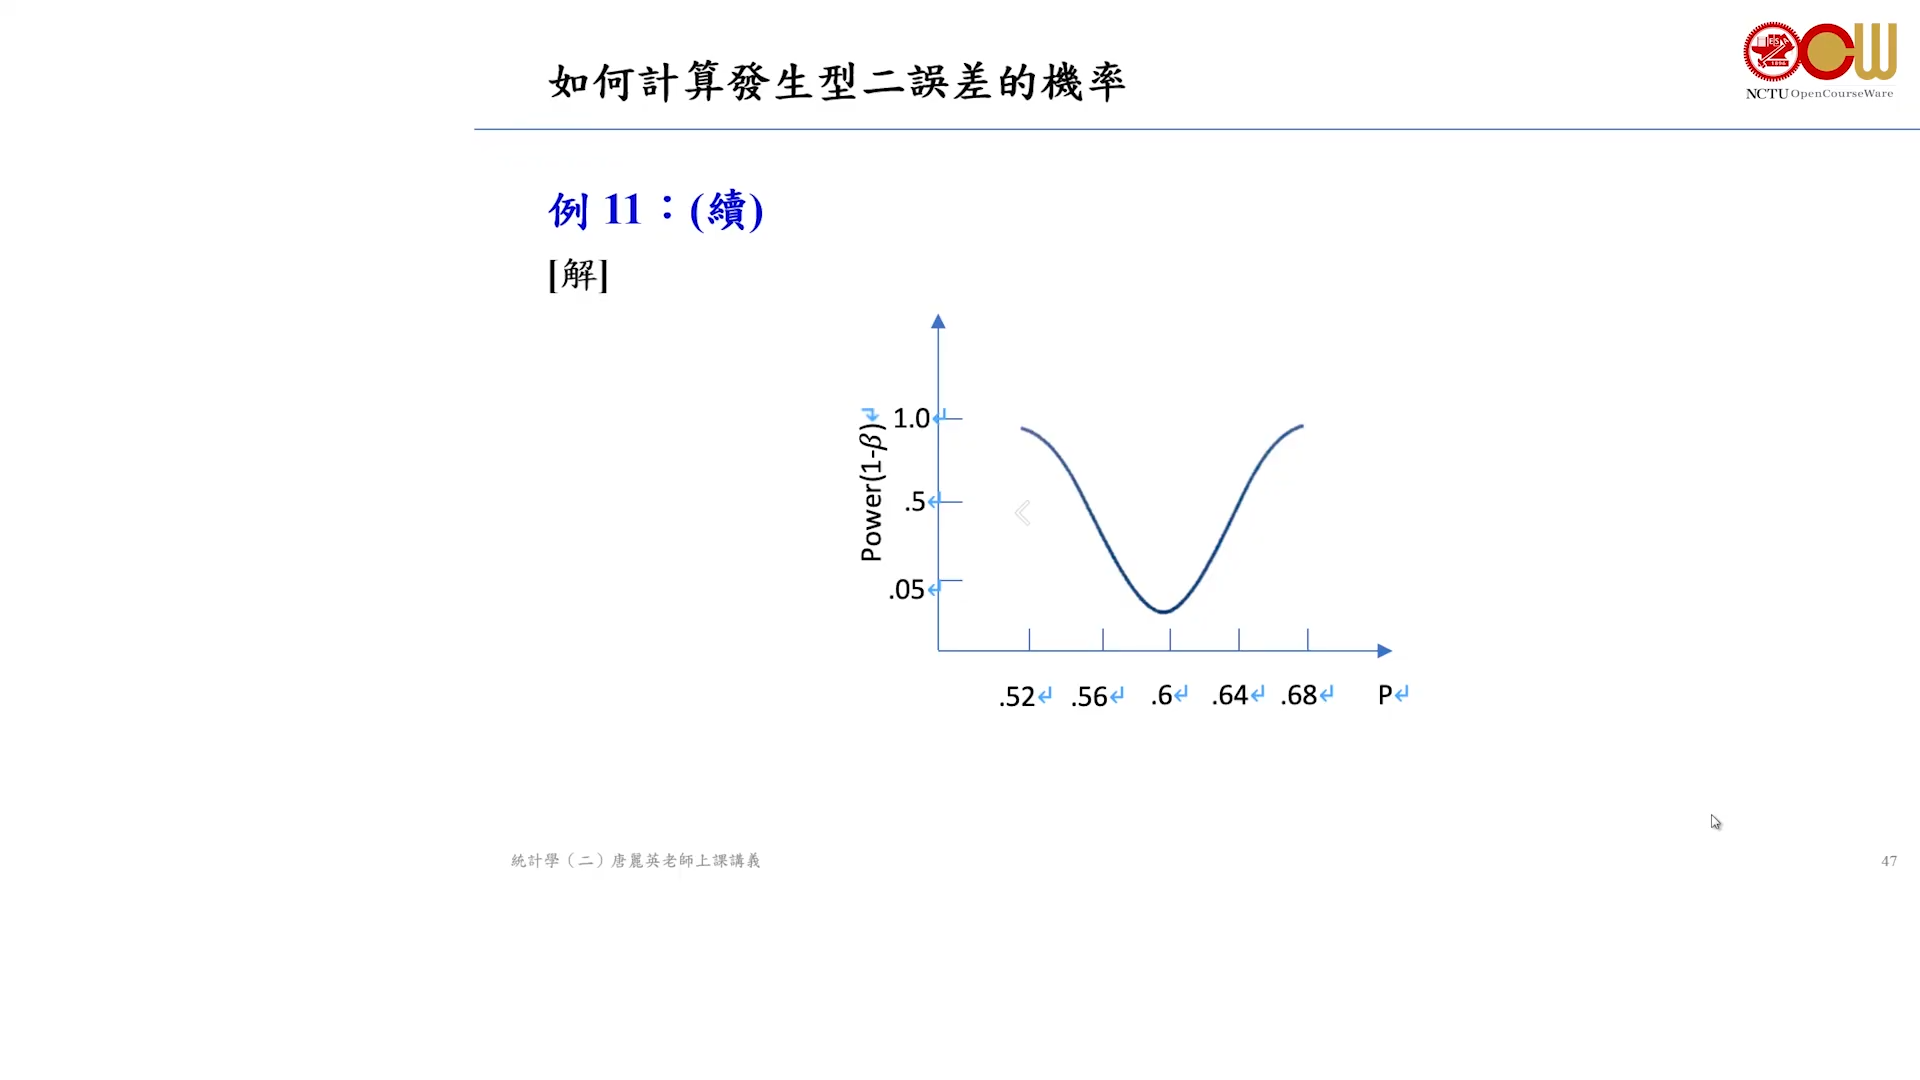 如何計算發生型二誤差的機率
NCTU OpenCourseWare
例 11：(續)
[解]
Power(1-β)
1.0
.5
.05
.52 .56 .6 .64 .68 P
統計學（二）唐麗英老師上課講義
47